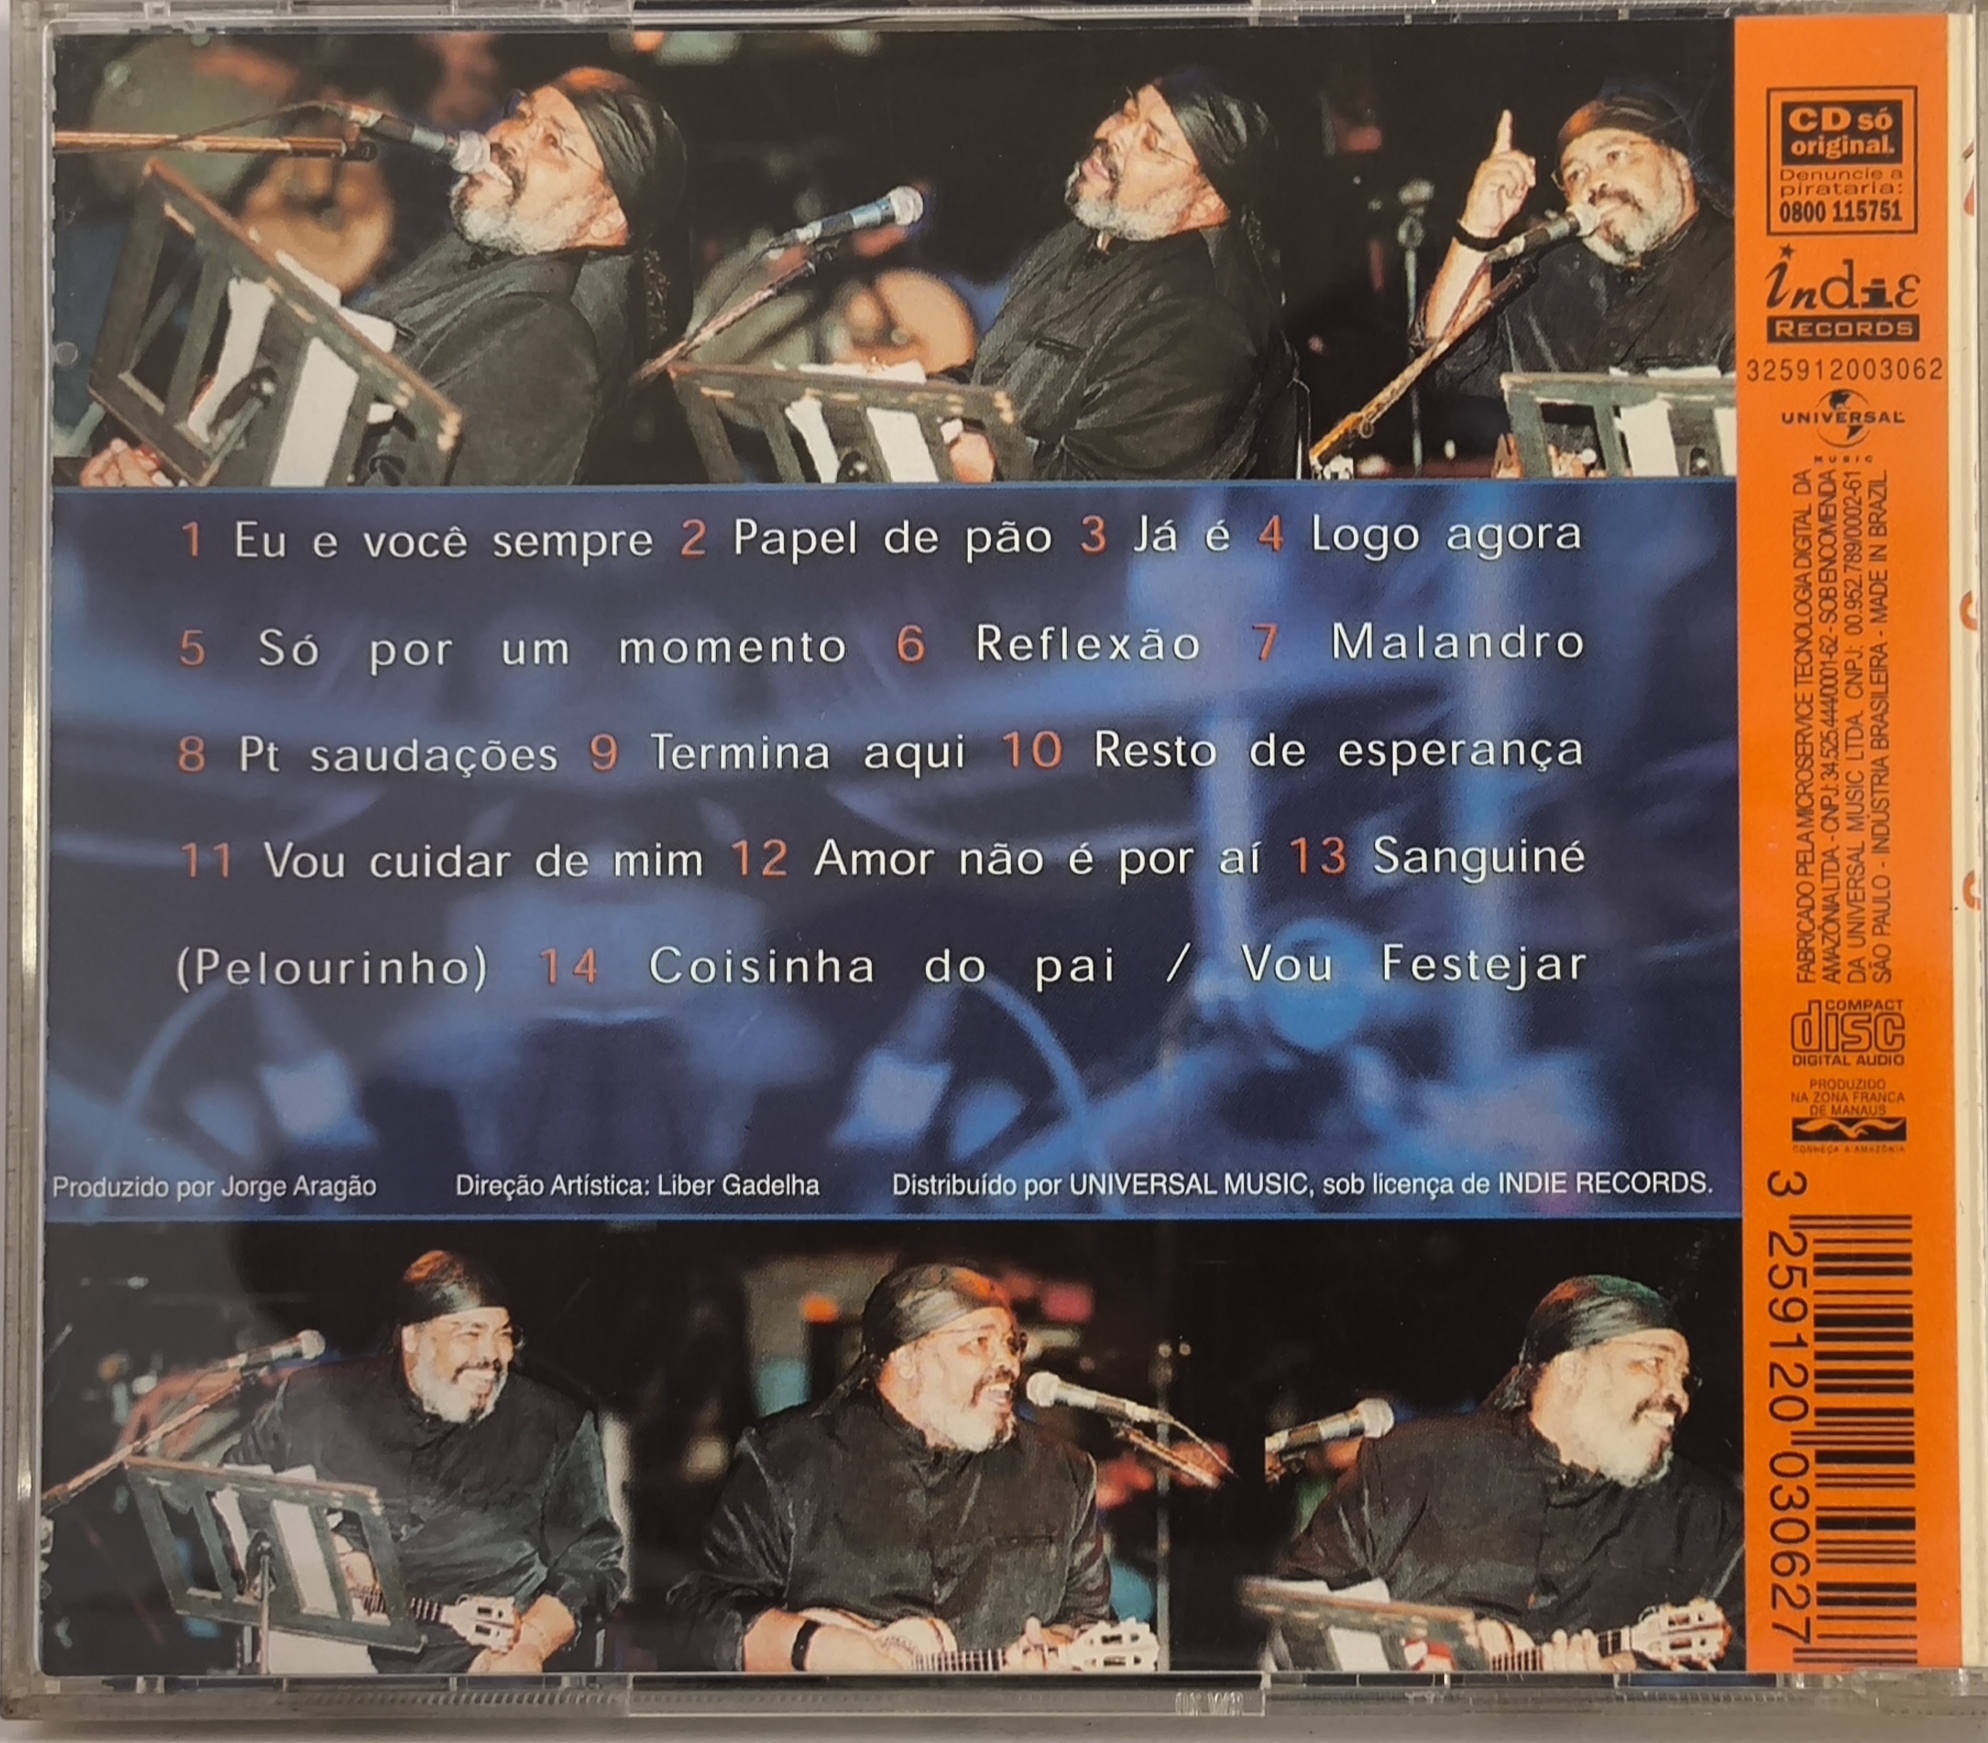 1 Eu e você sempre 2 Papel de pão 3 Já é 4 Logo agora
5 Só por um momento 6 Reflexão 7 Malandro
8 Pt saudações 9 Termina aqui 10 Resto de esperança
11 Vou cuidar de mim 12 Amor não é por aí 13 Sanguiné
(Pelourinho) 14 Coisinha do pai / Vou Festejar
Produzido por Jorge Aragão Direção Artística: Liber Gadelha Distribuído por UNIVERSAL MUSIC, sob licença de INDIE RECORDS.
CD só
original.
Denuncie a
pirataria:
0800 115751
indiE
RECORDS
325912003062
UNIVERSAL
MUSIC
FABRICADO PELA MICROSERVICE TECNOLOGIA DIGITAL DA
AMAZÔNIA LTDA - CNPJ: 34.525.444/0001-62 - SOB ENCOMENDA
DA UNIVERSAL MUSIC LTDA. CNPJ: 00.952.789/0002-61
SÃO PAULO - INDÚSTRIA BRASILEIRA - MADE IN BRAZIL
COMPACT
disc
DIGITAL AUDIO
PRODUZIDO
NA ZONA FRANCA
DE MANAUS
CONHEÇA A AMAZÔNIA
3 259120 030627